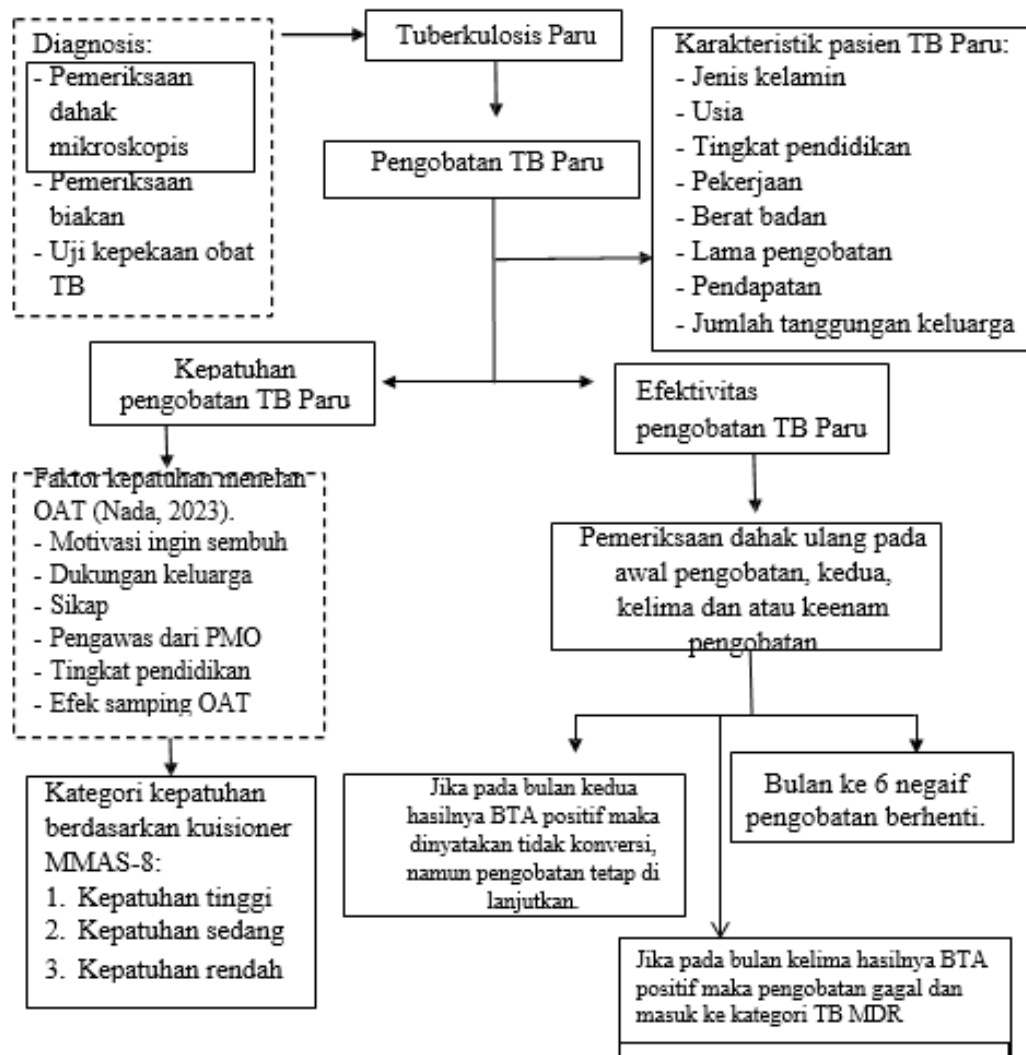 Diagnosis:
- Pemeriksaan
dahak
mikroskopis
- Pemeriksaan
biakan
- Uji kepekaan obat
TB
Tuberkulosis Paru
Pengobatan TB Paru
Karakteristik pasien TB Paru:
- Jenis kelamin
- Usia
- Tingkat pendidikan
- Pekerjaan
- Berat badan
- Lama pengobatan
- Pendapatan
- Jumlah tanggungan keluarga
Kepatuhan
pengobatan TB Paru
Efektivitas
pengobatan TB Paru
Faktor kepatuhan menelan
OAT (Nada, 2023).
- Motivasi ingin sembuh
- Dukungan keluarga
- Sikap
- Pengawas dari PMO
- Tingkat pendidikan
- Efek samping OAT
Pemeriksaan dahak ulang pada
awal pengobatan, kedua,
kelima dan atau keenam
pengobatan
Kategori kepatuhan
berdasarkan kuisioner
MMAS-8:
1. Kepatuhan tinggi
2. Kepatuhan sedang
3. Kepatuhan rendah
Jika pada bulan kedua
hasilnya BTA positif maka
dinyatakan tidak konversi,
namun pengobatan tetap di
lanjutkan.
Bulan ke 6 negaif
pengobatan berhenti.
Jika pada bulan kelima hasilnya BTA
positif maka pengobatan gagal dan
masuk ke kategori TB MDR